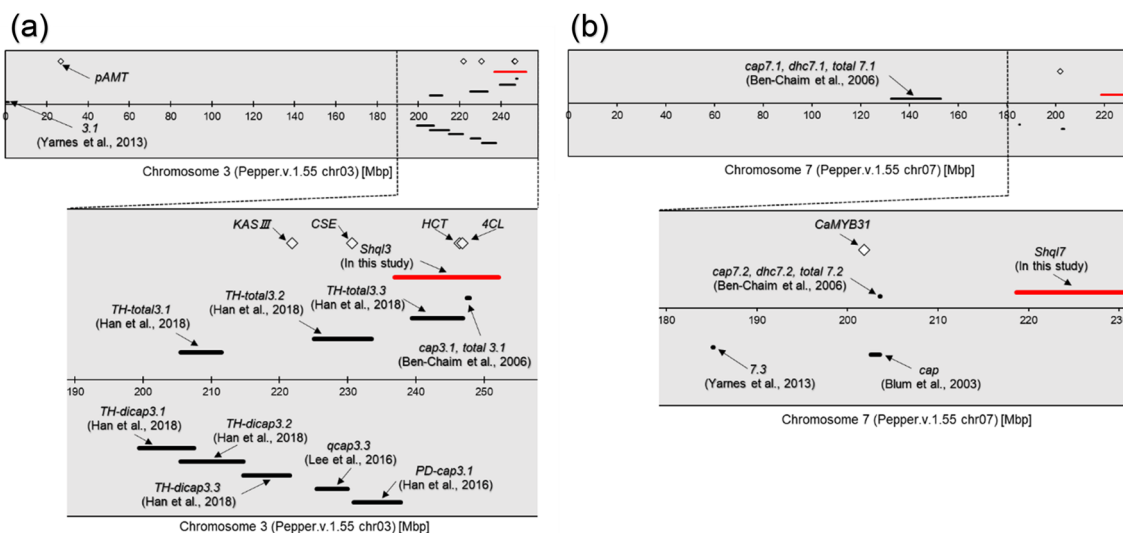 (a)
pAMT
0 20 40 60 80 100 120 140 160 180 200 220 240
3.1
(Yarnes et al., 2013)
Chromosome 3 (Pepper.v.1.55 chr03) [Mbp]
KASⅢ
CSE
HCT
4CL
Shql3
(In this study)
TH-total3.1
(Han et al., 2018)
TH-total3.2
(Han et al., 2018)
TH-total3.3
(Han et al., 2018)
cap3.1, total 3.1
(Ben-Chaim et al., 2006)
190 200 210 220 230 240 250
TH-dicap3.1
(Han et al., 2018)
TH-dicap3.2
(Han et al., 2018)
TH-dicap3.3
(Han et al., 2018)
qcap3.3
(Lee et al., 2016)
PD-cap3.1
(Han et al., 2016)
Chromosome 3 (Pepper.v.1.55 chr03) [Mbp]
(b)
cap7.1, dhc7.1, total 7.1
(Ben-Chaim et al., 2006)
0 20 40 60 80 100 120 140 160 180 200 220
Chromosome 7 (Pepper.v.1.55 chr07) [Mbp]
CaMYB31
Shql7
(In this study)
cap7.2, dhc7.2, total 7.2
(Ben-Chaim et al., 2006)
180 190 200 210 220 230
7.3
(Yarnes et al., 2013)
cap
(Blum et al., 2003)
Chromosome 7 (Pepper.v.1.55 chr07) [Mbp]